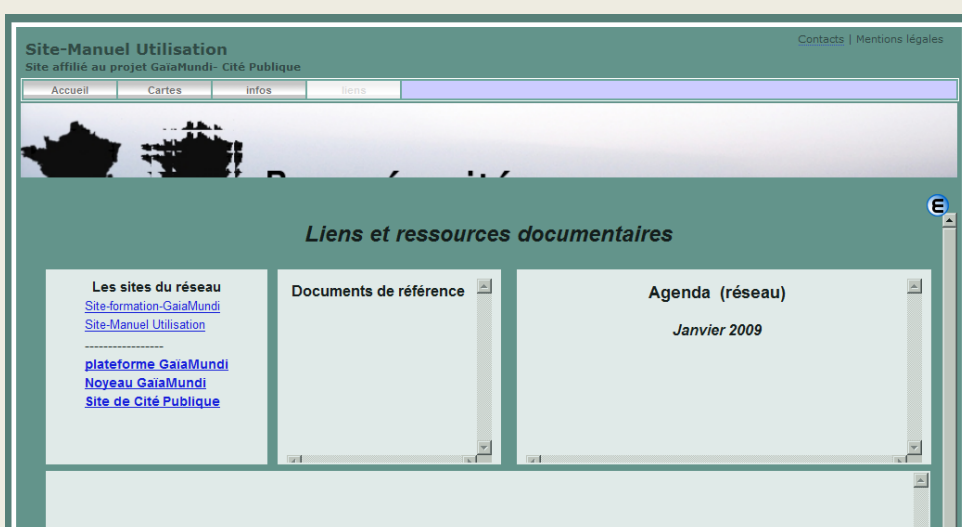 Contacts | Mentions légales
Site-Manuel Utilisation
Site affilié au projet GaïaMundi- Cité Publique
Accueil Cartes infos liens
Liens et ressources documentaires
Les sites du réseau
Site-formation-GaiaMundi
Site-Manuel Utilisation
-----------------
plateforme GaïaMundi
Noyeau GaïaMundi
Site de Cité Publique
Documents de référence
Agenda (réseau)
Janvier 2009